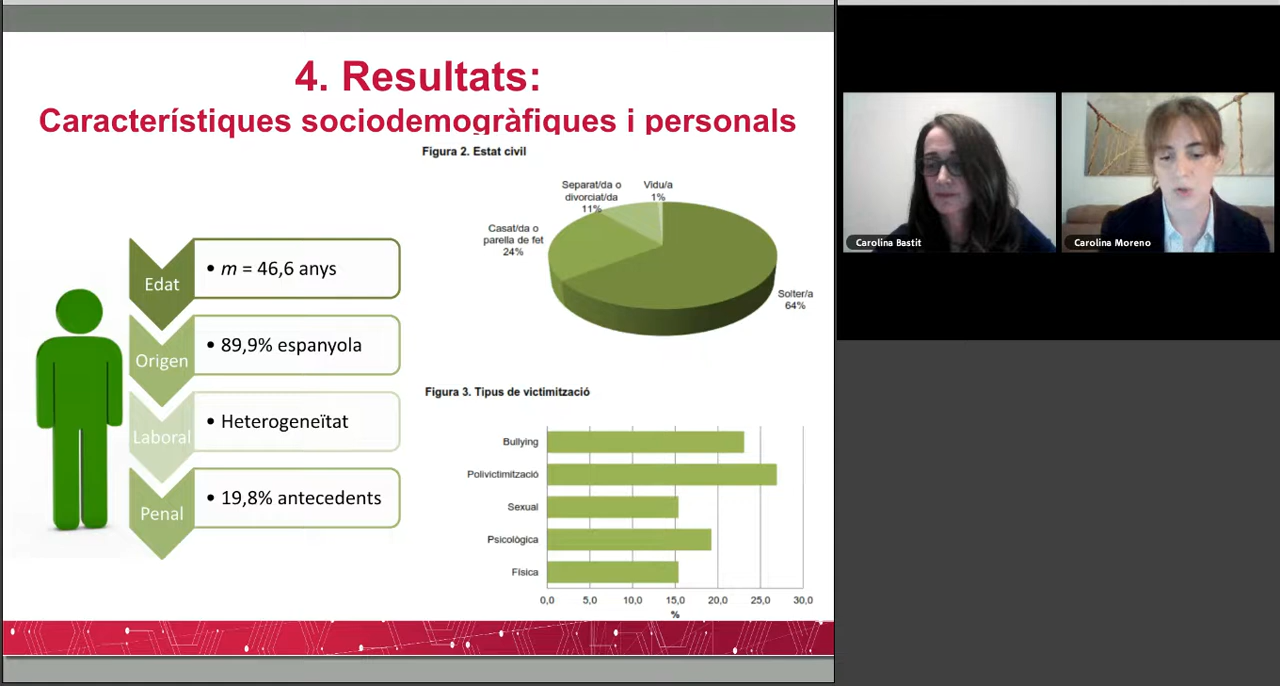 4. Resultats:
Característiques sociodemogràfiques i personals
Edat
• m = 46,6 anys
Origen
• 89,9% espanyola
Laboral
• Heterogeneïtat
Penal
• 19,8% antecedents
Figura 2. Estat civil
Separat/da o
divorciat/da
11%
Vidu/a
1%
Casat/da o
parella de fet
24%
Solter/a
64%
Figura 3. Tipus de victimització
Bullying
Polivictimització
Sexual
Psicològica
Física
0,0 5,0 10,0 15,0 20,0 25,0 30,0
%
Carolina Bastit
Carolina Moreno